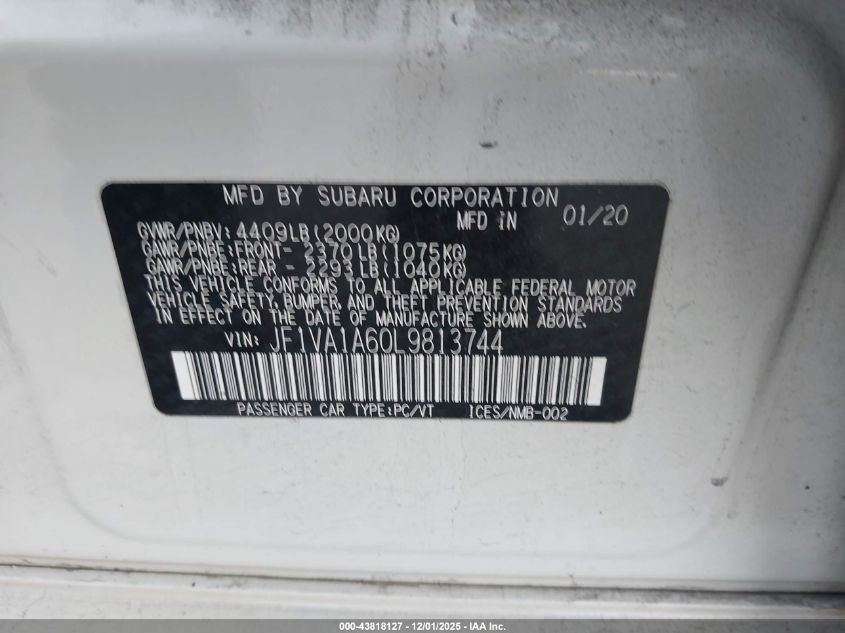 MFD BY SUBARU CORPORATION
MFD IN 01/20
GVWR/PNBV: 4409LB(2000KG)
GAWR/PNBE:FRONT- 2370LB(1075KG)
GAWR/PNBE:REAR - 2293LB(1040KG)
THIS VEHICLE CONFORMS TO ALL APPLICABLE FEDERAL MOTOR
VEHICLE SAFETY, BUMPER, AND THEFT PREVENTION STANDARDS
IN EFFECT ON THE DATE OF MANUFACTURE SHOWN ABOVE.
VIN: JF1VA1A60L9813744
PASSENGER CAR TYPE:PC/VT ICES/NMB-002
000-43818127 - 12/01/2025 - IAA Inc.